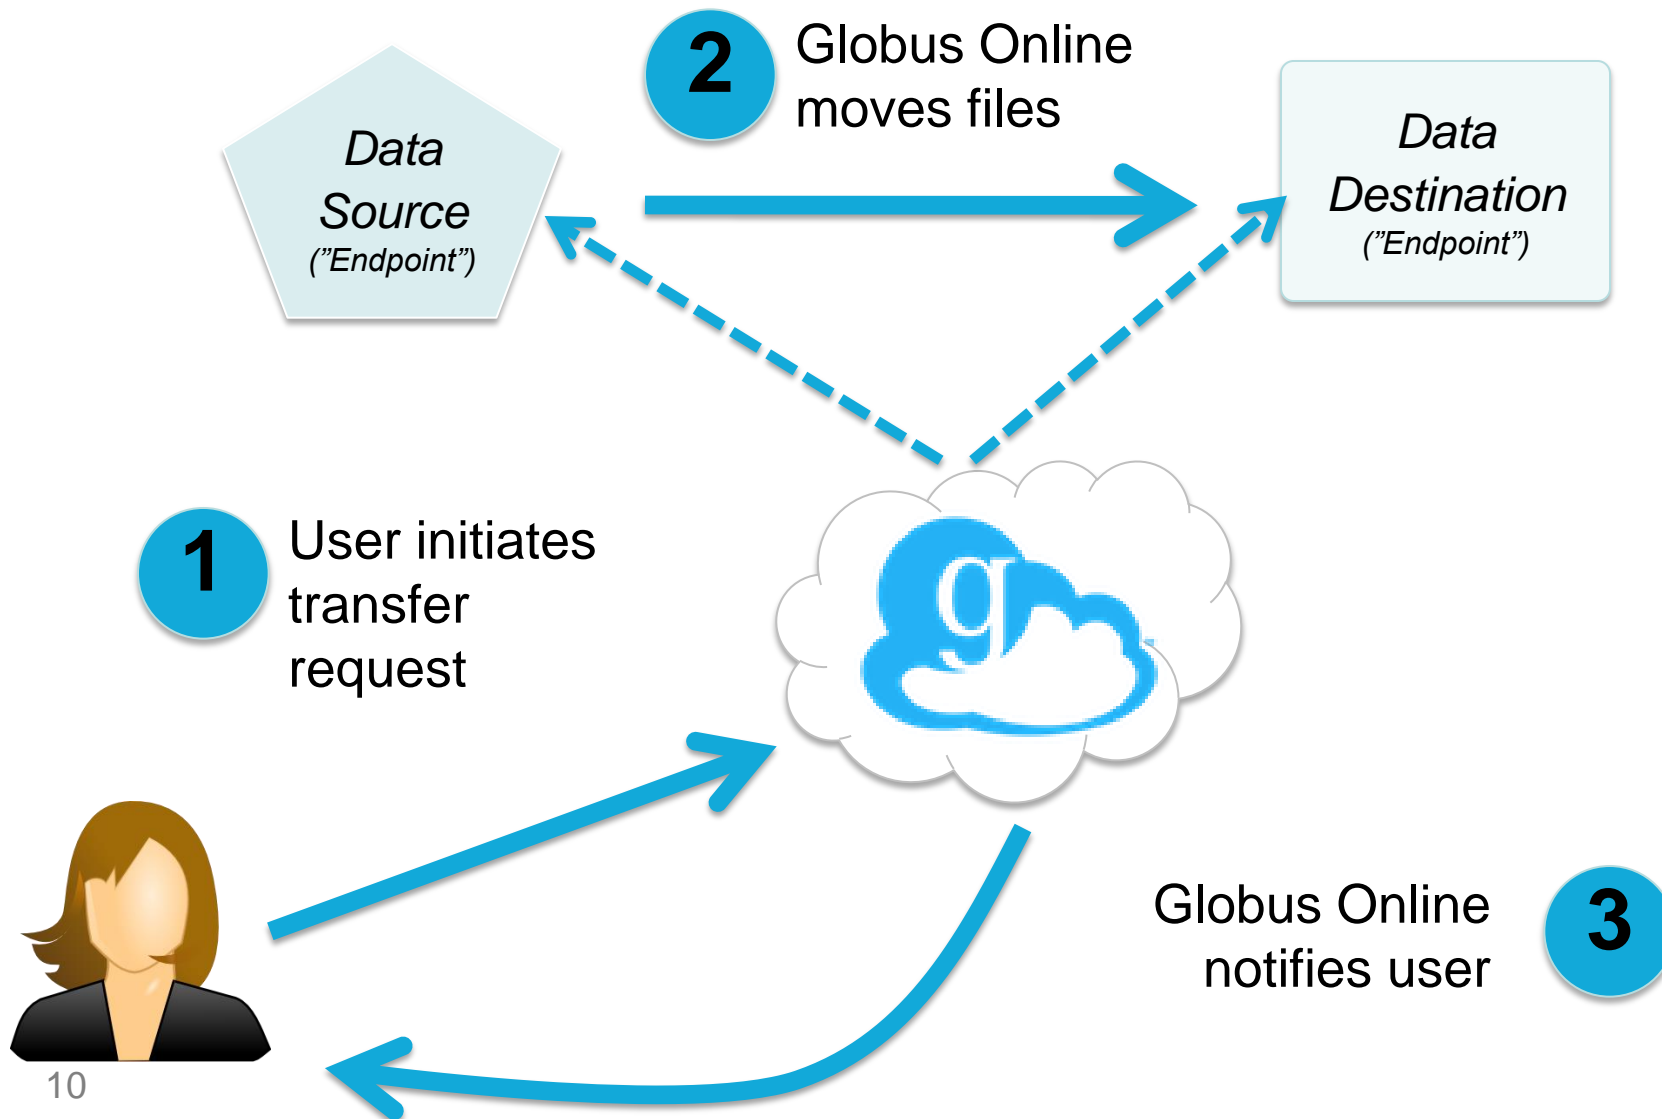 2
Globus Online
moves files
Data
Source
(”Endpoint”)
Data
Destination
(”Endpoint”)
1
User initiates
transfer
request
g
Globus Online
notifies user
3
10